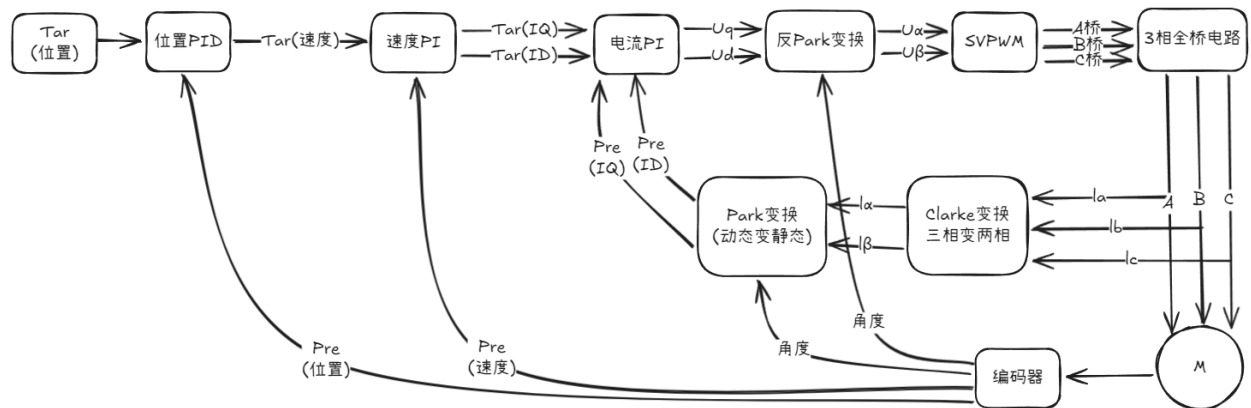 Tar
(位置)
位置PID
Tar(速度)
速度PI
Tar(IQ)
Tar(ID)
电流PI
Uq
Ud
反Park变换
Uα
Uβ
SVPWM
A桥
B桥
C桥
3相全桥电路
Pre
(IQ)
Pre
(ID)
Park变换
(动态变静态)
Iα
Iβ
Clarke变换
三相变两相
Ia
Ib
Ic
A
B
C
角度
角度
Pre
(位置)
Pre
(速度)
编码器
M